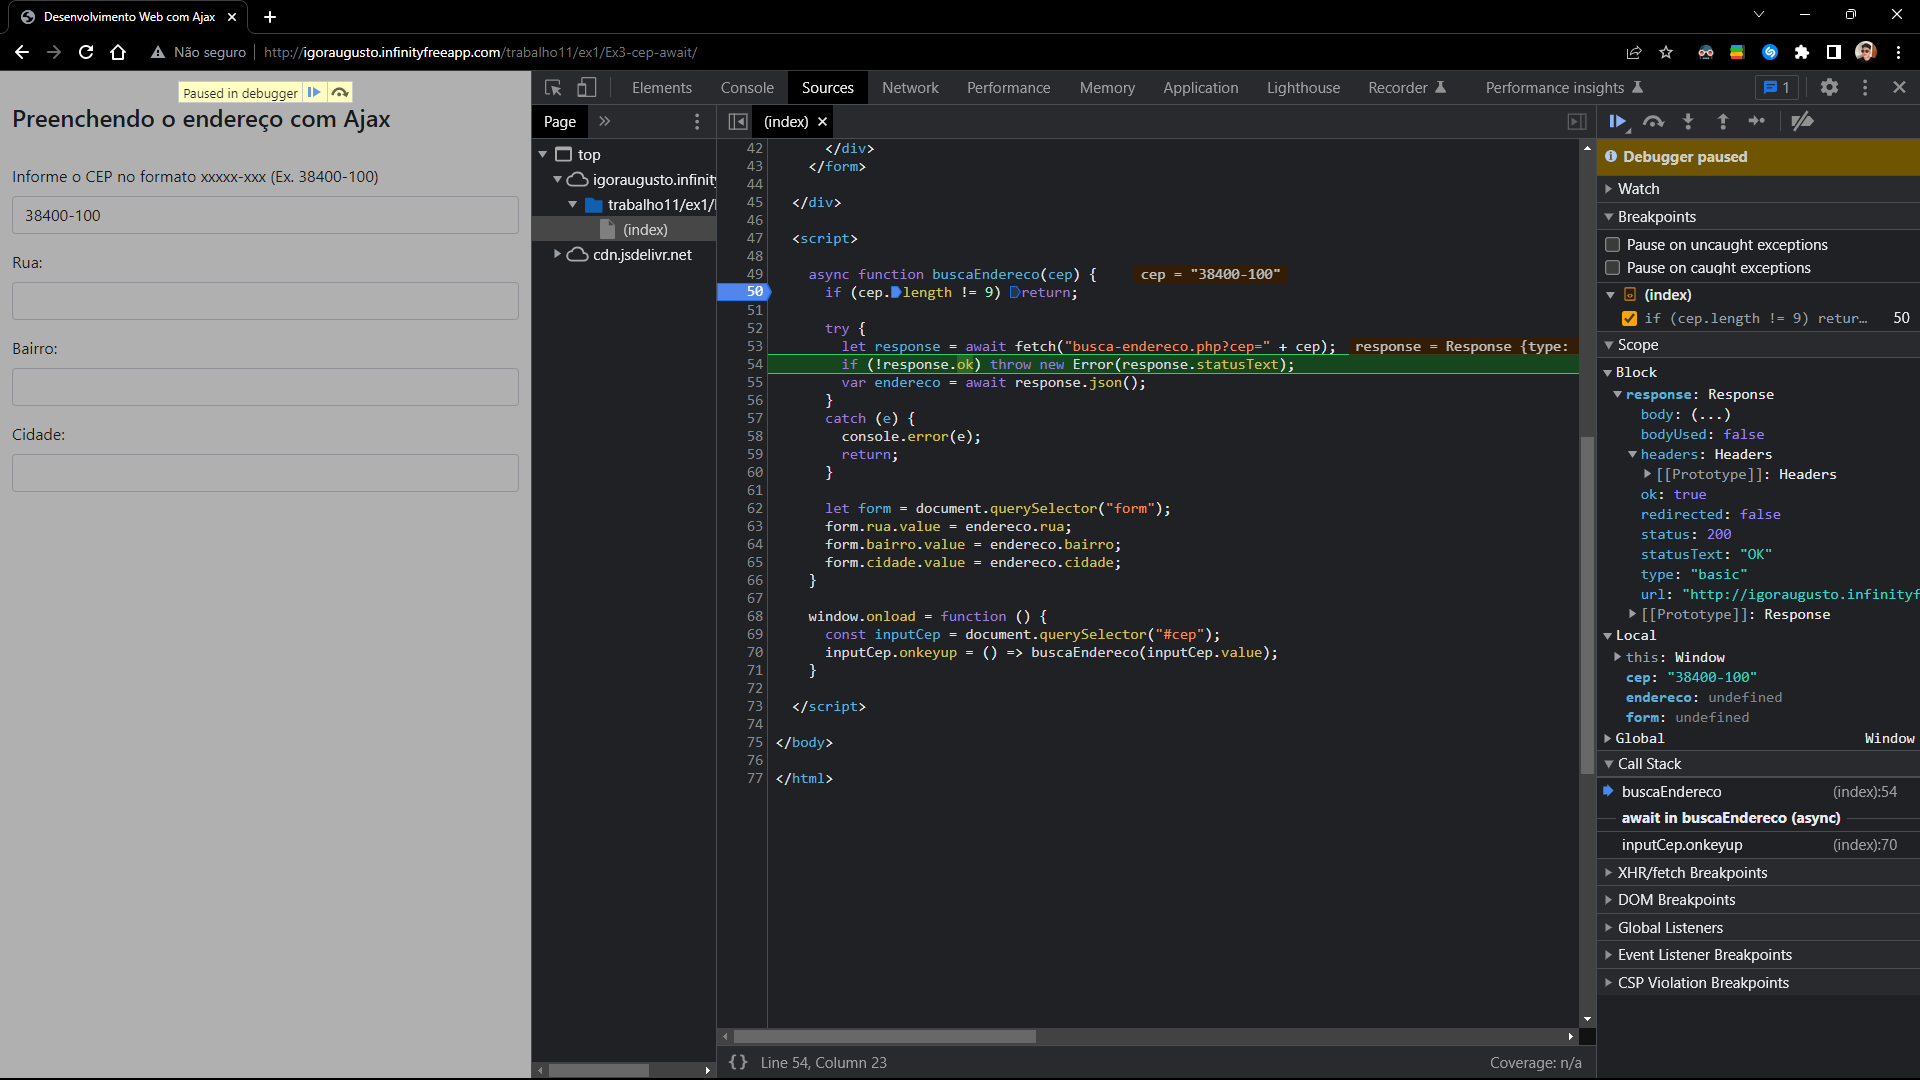 Desenvolvimento Web com Ajax
Não seguro http://igoraugusto.infinityfreeapp.com/trabalho11/ex1/Ex3-cep-await/
Paused in debugger
Preenchendo o endereço com Ajax
Informe o CEP no formato xxxxx-xxx (Ex. 38400-100)
38400-100
Rua:
Bairro:
Cidade:
Elements Console Sources Network Performance Memory Application Lighthouse Recorder Performance insights 1
Page
top
igoraugusto.infinity
trabalho11/ex1/
(index)
cdn.jsdelivr.net
(index)
42 </div>
43 </form>
44
45 </div>
46
47 <script>
48
49 async function buscaEndereco(cep) { cep = "38400-100"
50 if (cep.length != 9) return;
51
52 try {
53 let response = await fetch("busca-endereco.php?cep=" + cep); response = Response {type:
54 if (!response.ok) throw new Error(response.statusText);
55 var endereco = await response.json();
56 }
57 catch (e) {
58 console.error(e);
59 return;
60 }
61
62 let form = document.querySelector("form");
63 form.rua.value = endereco.rua;
64 form.bairro.value = endereco.bairro;
65 form.cidade.value = endereco.cidade;
66 }
67
68 window.onload = function () {
69 const inputCep = document.querySelector("#cep");
70 inputCep.onkeyup = () => buscaEndereco(inputCep.value);
71 }
72
73 </script>
74
75 </body>
76
77 </html>
{} Line 54, Column 23
Coverage: n/a
Debugger paused
Watch
Breakpoints
Pause on uncaught exceptions
Pause on caught exceptions
(index)
if (cep.length != 9) retur… 50
Scope
Block
response: Response
body: (...)
bodyUsed: false
headers: Headers
[[Prototype]]: Headers
ok: true
redirected: false
status: 200
statusText: "OK"
type: "basic"
url: "http://igoraugusto.infinityf
[[Prototype]]: Response
Local
this: Window
cep: "38400-100"
endereco: undefined
form: undefined
Global Window
Call Stack
buscaEndereco (index):54
await in buscaEndereco (async)
inputCep.onkeyup (index):70
XHR/fetch Breakpoints
DOM Breakpoints
Global Listeners
Event Listener Breakpoints
CSP Violation Breakpoints